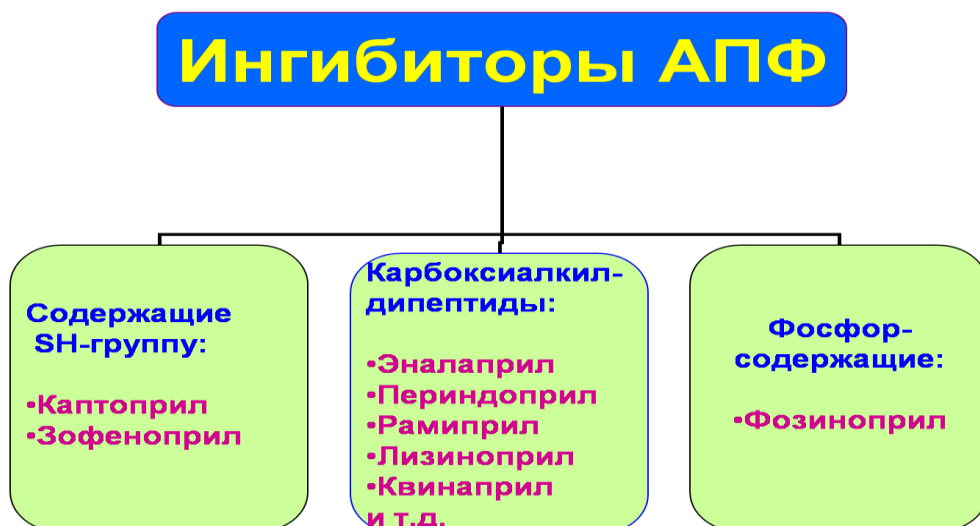 Ингибиторы АПФ
Содержащие
SH-группу:
•Каптоприл
•Зофеноприл
Карбоксиалкил-
дипептиды:
•Эналаприл
•Периндоприл
•Рамиприл
•Лизиноприл
•Квинаприл
и т.д.
Фосфор-
содержащие:
•Фозиноприл